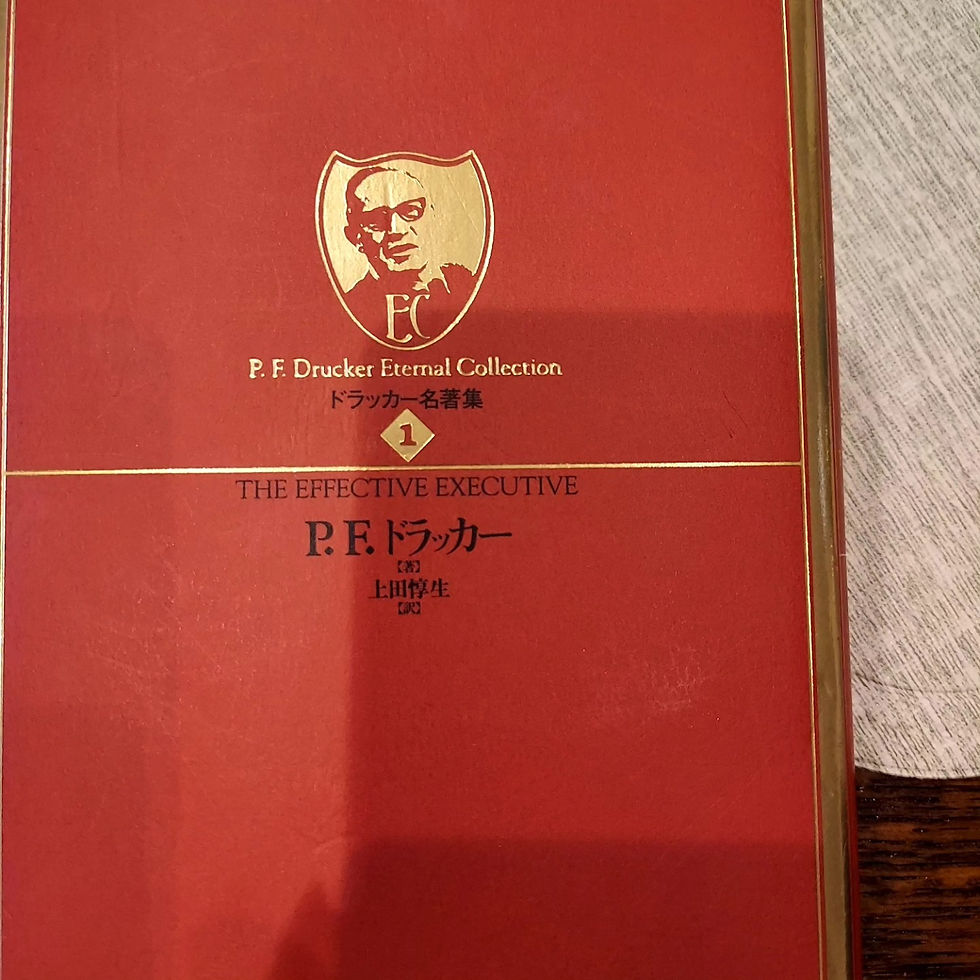 EC
P. F. Drucker Eternal Collection
ドラッカー名著集
1
THE EFFECTIVE EXECUTIVE
P. F. ドラッカー
[著]
上田惇生
[訳]